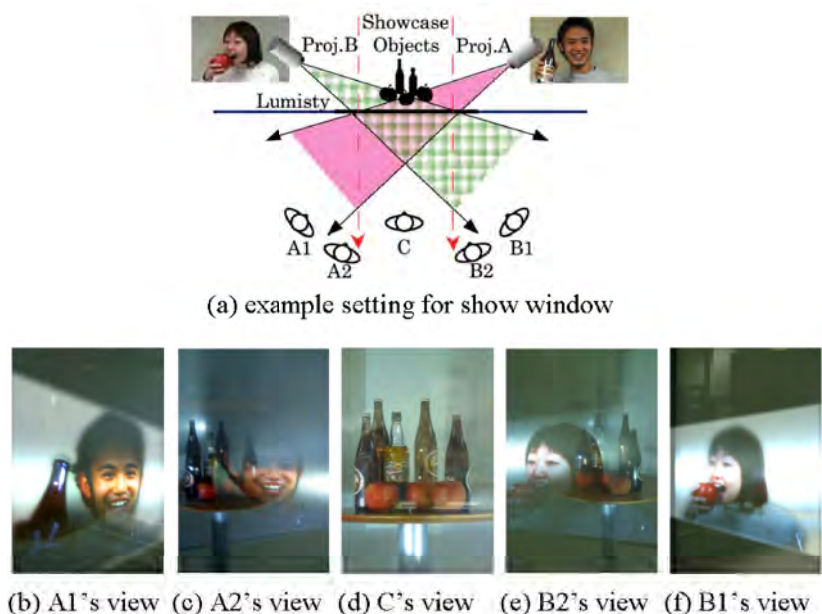 Showcase
Proj.B Objects Proj.A
Lumisty
A1
A2
C
B2
B1
(a) example setting for show window
(b) A1's view (c) A2's view (d) C's view (e) B2's view (f) B1's view